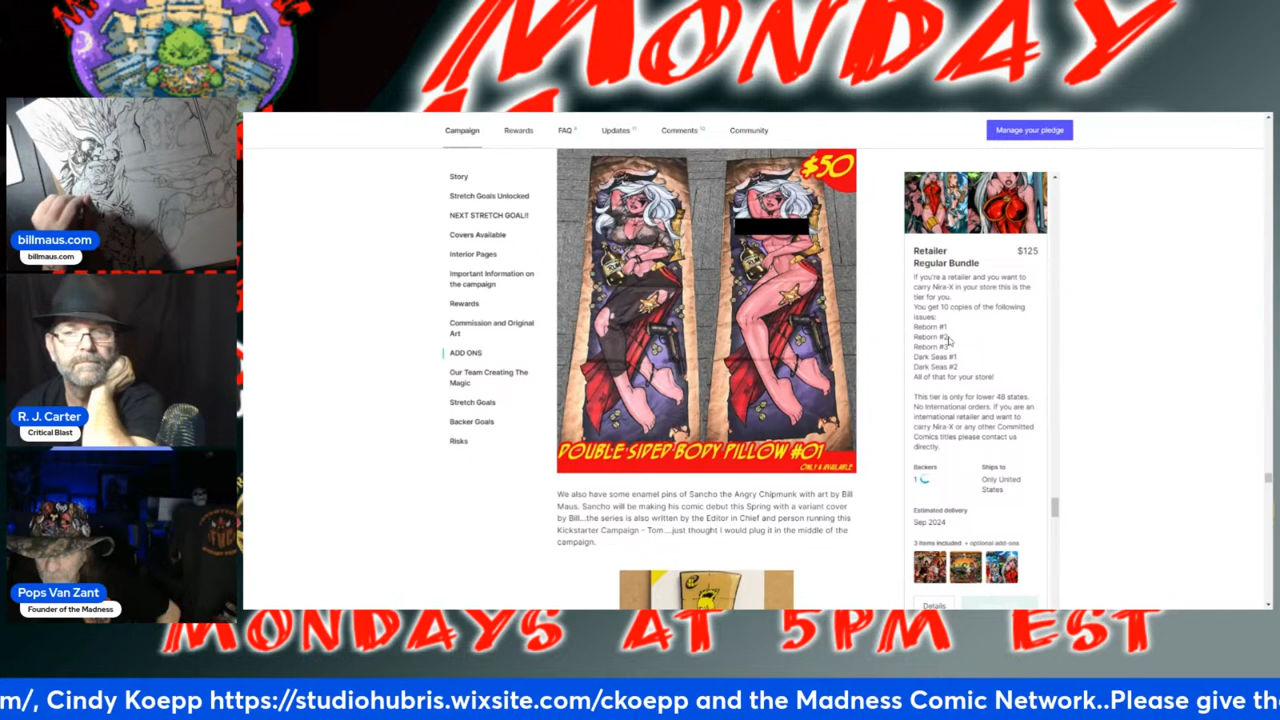 MONDAY
Campaign
Rewards
FAQ
Updates 11
Comments
Community
Manage your pledge
Story
Stretch Goals Unlocked
NEXT STRETCH GOAL!!
Covers Available
Interior Pages
Important Information on
the campaign
Rewards
Commission and Original
Art
ADD ONS
Our Team Creating The
Magic
Stretch Goals
Backer Goals
Risks
$50
DOUBLE SIDED BODY PILLOW #01
ONLY 8 AVAILABLE
We also have some enamel pins of Sancho the Angry Chipmunk with art by Bill
Maus. Sancho will be making his comic debut this Spring with a variant cover
by Bill...the series is also written by the Editor in Chief and person running this
Kickstarter Campaign - Tom....just thought I would plug it in the middle of the
campaign.
Retailer $125
Regular Bundle
If you're a retailer and you want to
carry Nira-X in your store this is the
tier for you.
You get 10 copies of the following
issues:
Reborn #1
Reborn #2
Reborn #3
Dark Seas #1
Dark Seas #2
All of that for your store!
This tier is only for lower 48 states.
No International orders. If you are an
international retailer and want to
carry Nira-X or any other Committed
Comics titles please contact us
directly.
Backers
1
Ships to
Only United
States
Estimated delivery
Sep 2024
3 items included + optional add-ons
Details
billmaus.com
billmaus.com
R. J. Carter
Critical Blast
Pops Van Zant
Founder of the Madness
MONDAYS AT 5PM EST
m/, Cindy Koepp https://studiohubris.wixsite.com/ckoepp and the Madness Comic Network..Please give th